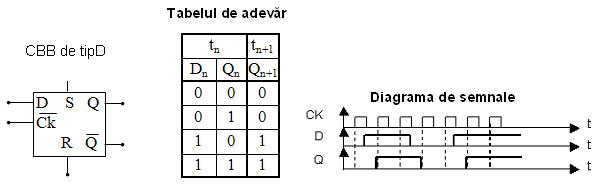 Tabelul de adevăr
CBB de tipD
D S Q
C̅k̅
R Q̅
tₙ tₙ₊₁
Dₙ Qₙ Qₙ₊₁
0 0 0
0 1 0
1 0 1
1 1 1
Diagrama de semnale
CK t
D t
Q t